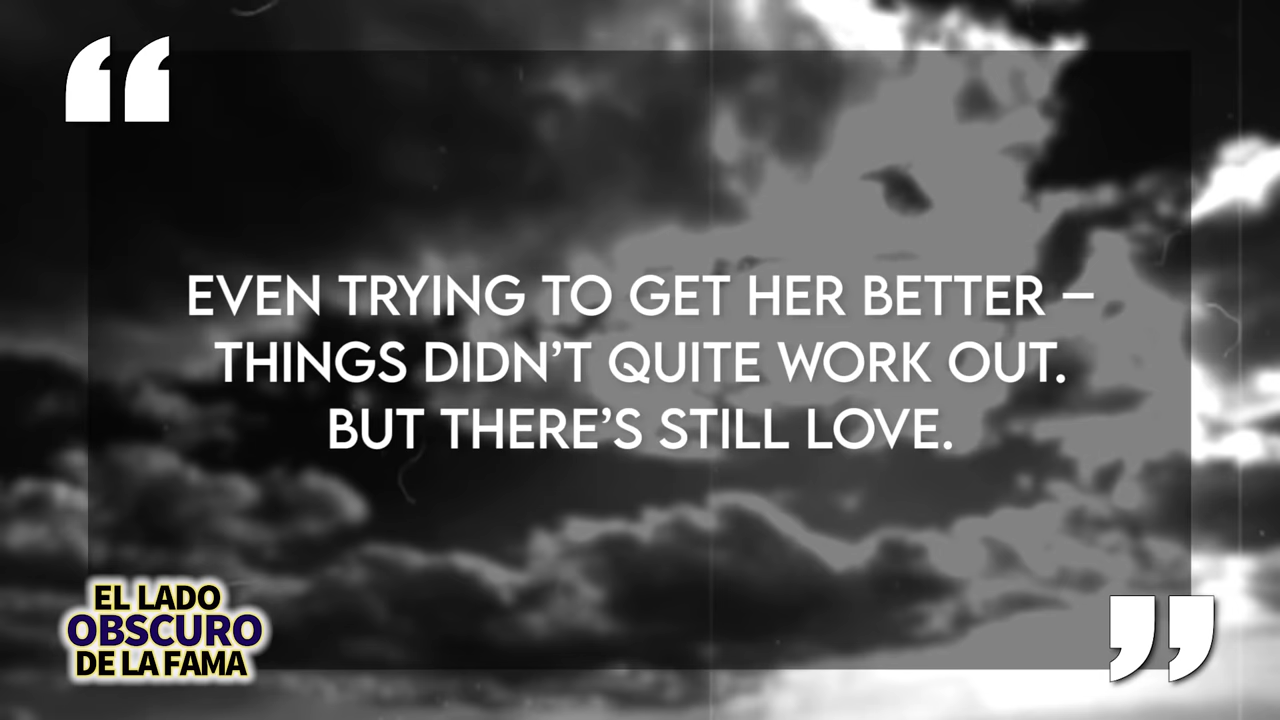 “
EVEN TRYING TO GET HER BETTER –
THINGS DIDN’T QUITE WORK OUT.
BUT THERE’S STILL LOVE.
”
EL LADO
OBSCURO
DE LA FAMA